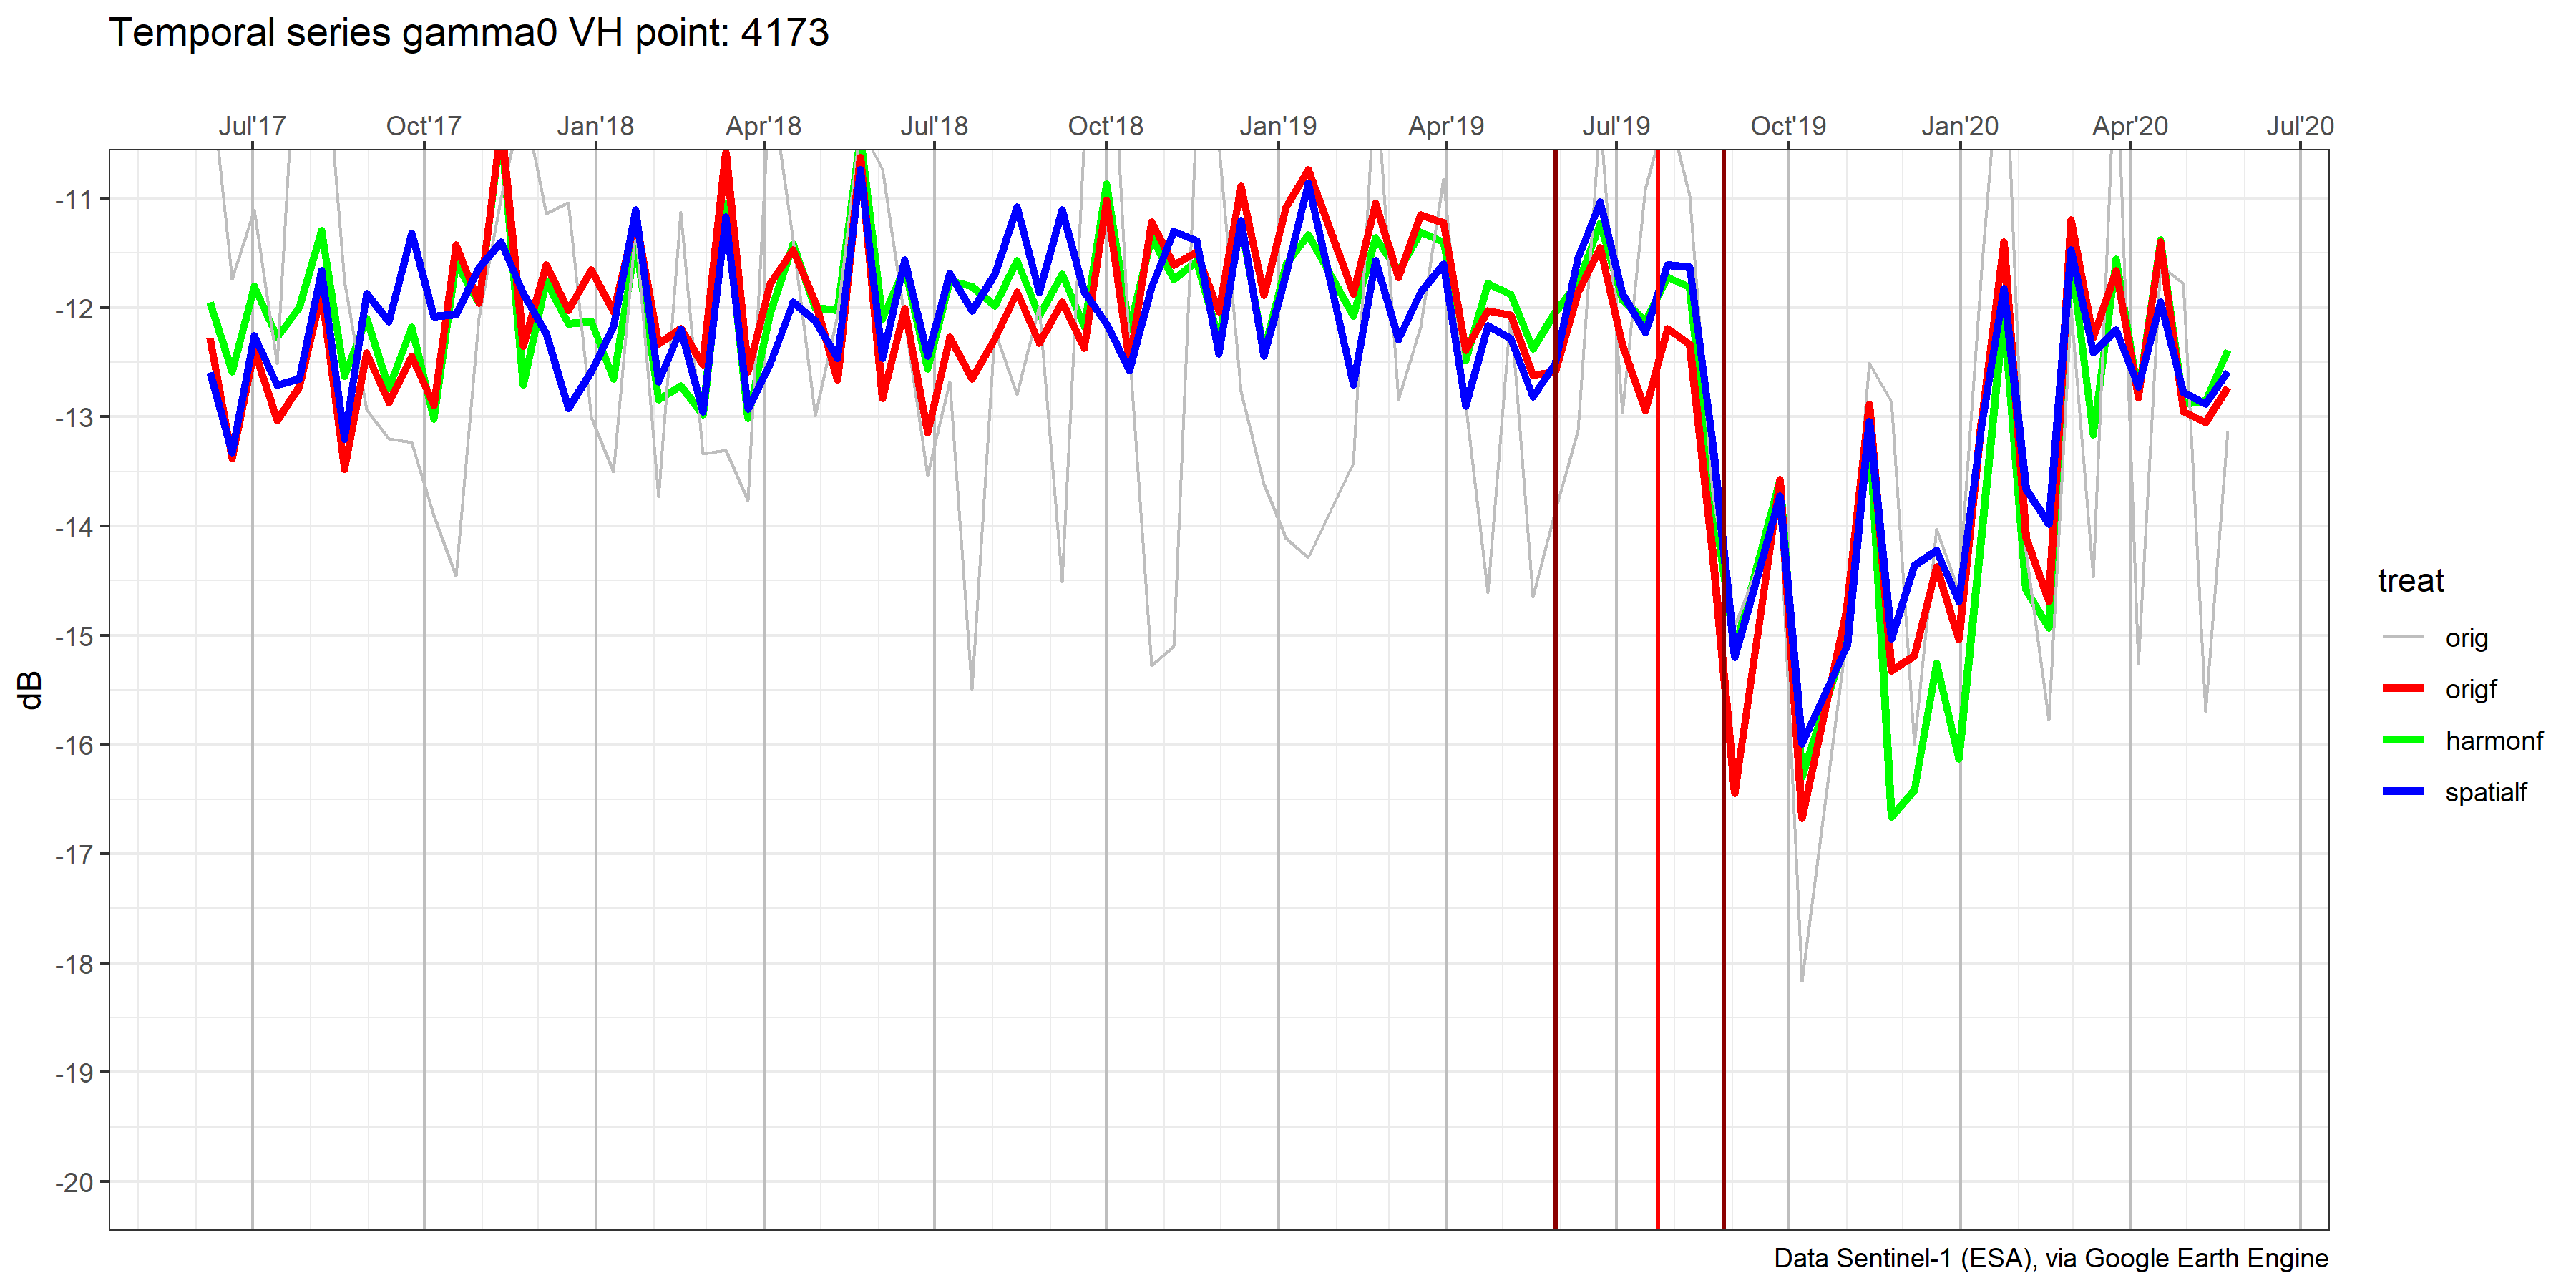 Temporal series gamma0 VH point: 4173
Jul'17 Oct'17 Jan'18 Apr'18 Jul'18 Oct'18 Jan'19 Apr'19 Jul'19 Oct'19 Jan'20 Apr'20 Jul'20
-11
-12
-13
-14
-15
-16
-17
-18
-19
-20
dB
treat
orig
origf
harmonf
spatialf
Data Sentinel-1 (ESA), via Google Earth Engine